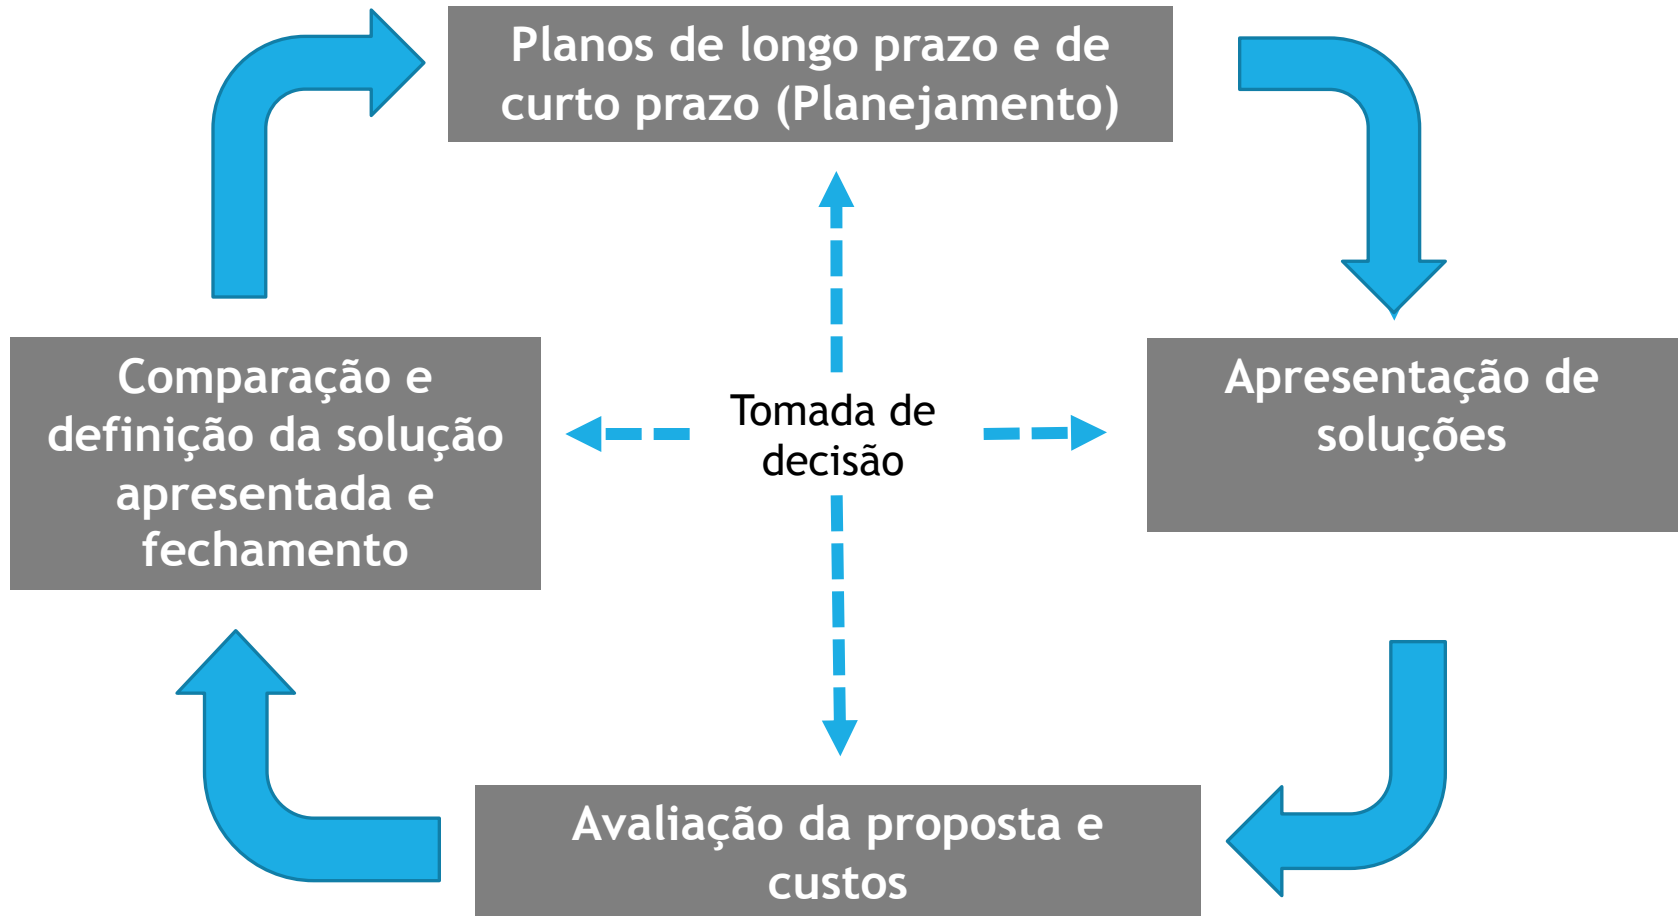 Planos de longo prazo e de
curto prazo (Planejamento)
Comparação e
definição da solução
apresentada e
fechamento
Tomada de
decisão
Apresentação de
soluções
Avaliação da proposta e
custos